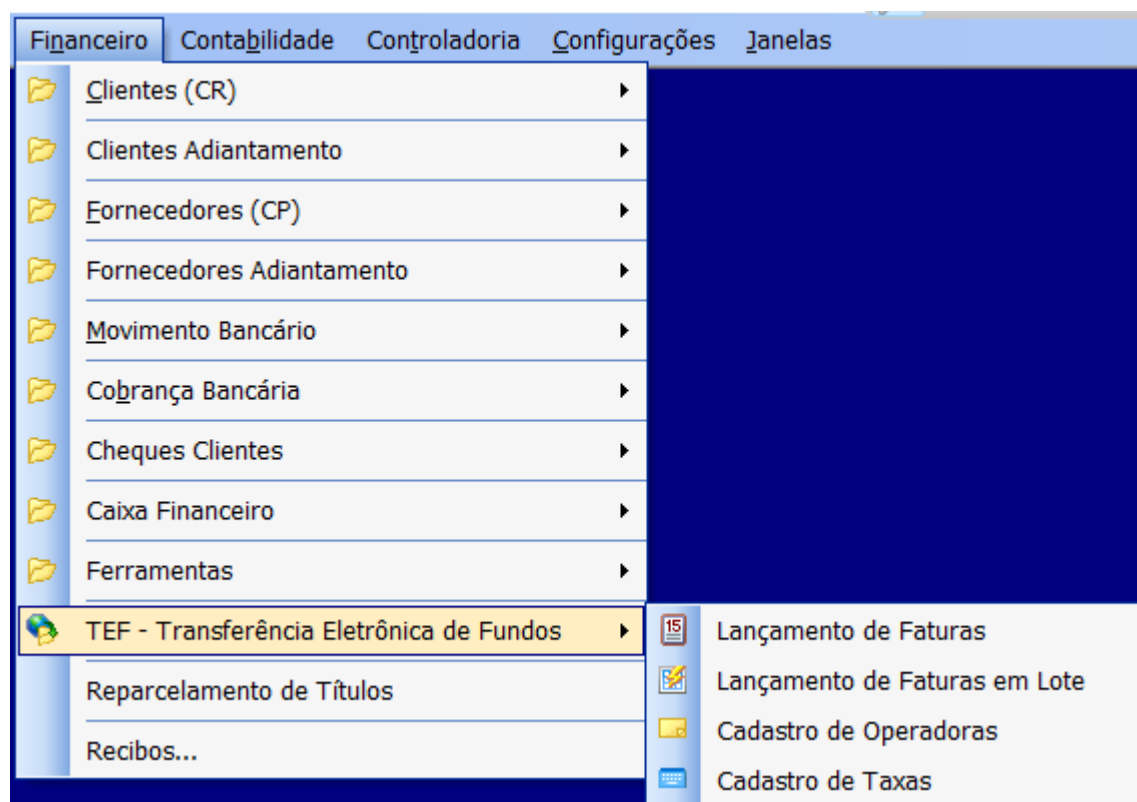 Financeiro Contabilidade Controladoria Configurações Janelas
Clientes (CR)
Clientes Adiantamento
Fornecedores (CP)
Fornecedores Adiantamento
Movimento Bancário
Cobrança Bancária
Cheques Clientes
Caixa Financeiro
Ferramentas
TEF - Transferência Eletrônica de Fundos
Reparcelamento de Títulos
Recibos...
15 Lançamento de Faturas
Lançamento de Faturas em Lote
Cadastro de Operadoras
Cadastro de Taxas